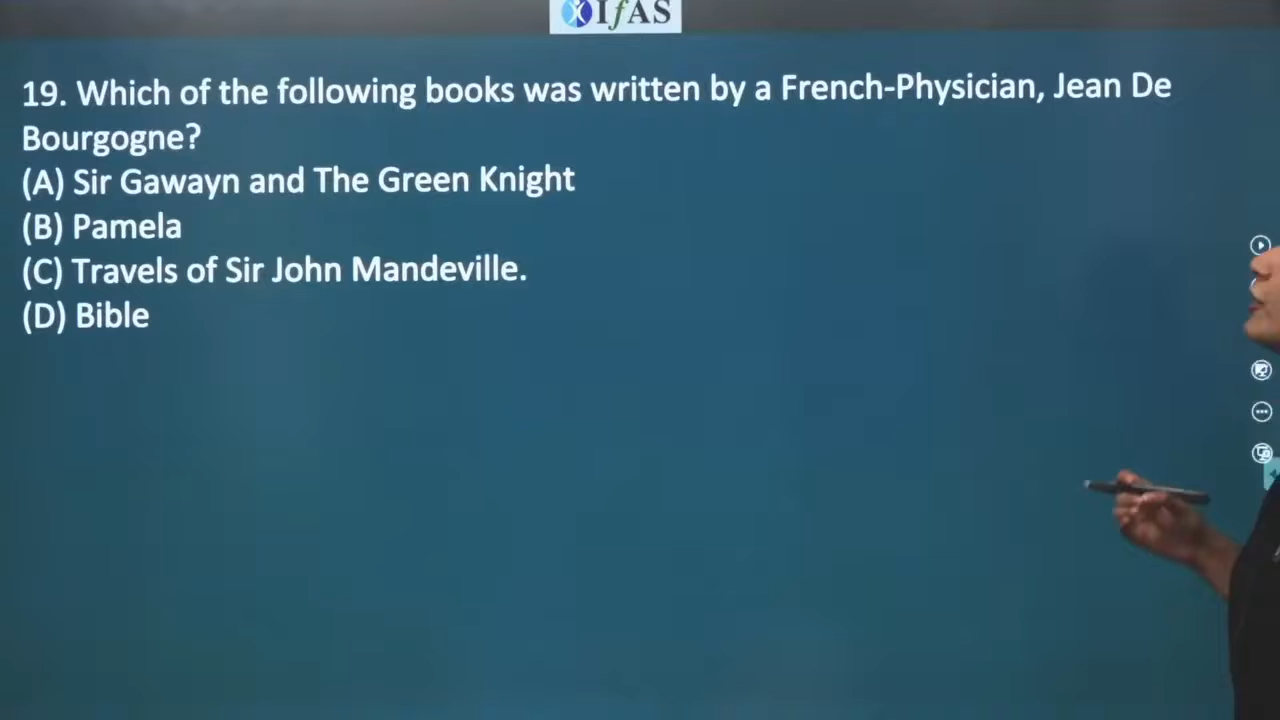 IfAS
19. Which of the following books was written by a French-Physician, Jean De
Bourgogne?
(A) Sir Gawayn and The Green Knight
(B) Pamela
(C) Travels of Sir John Mandeville.
(D) Bible